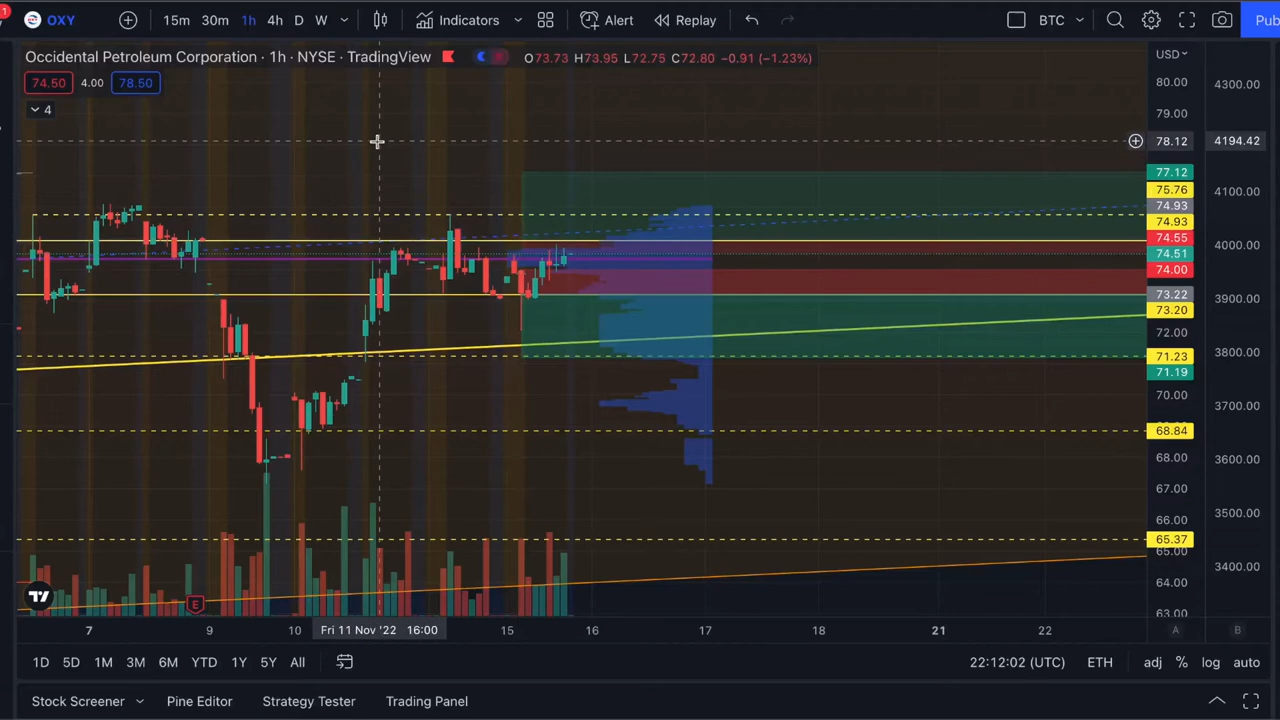 1
OXY
15m 30m 1h 4h D W
Indicators
Alert
Replay
BTC
Pub
Occidental Petroleum Corporation · 1h · NYSE · TradingView
O73.73 H73.95 L72.75 C72.80 −0.91 (−1.23%)
USD
74.50 4.00 78.50
4
80.00 4300.00
79.00
78.12 4194.42
77.12
75.76 4100.00
74.93
74.93
74.55 4000.00
74.51
74.00
73.22 3900.00
73.20
72.00
71.23 3800.00
71.19
70.00 3700.00
68.84
68.00 3600.00
67.00
66.00 3500.00
65.37
65.00
64.00 3400.00
63.00
E
7 9 10 Fri 11 Nov '22 16:00 15 16 17 18 21 22 A B
1D 5D 1M 3M 6M YTD 1Y 5Y All 22:12:02 (UTC) ETH adj % log auto
Stock Screener Pine Editor Strategy Tester Trading Panel